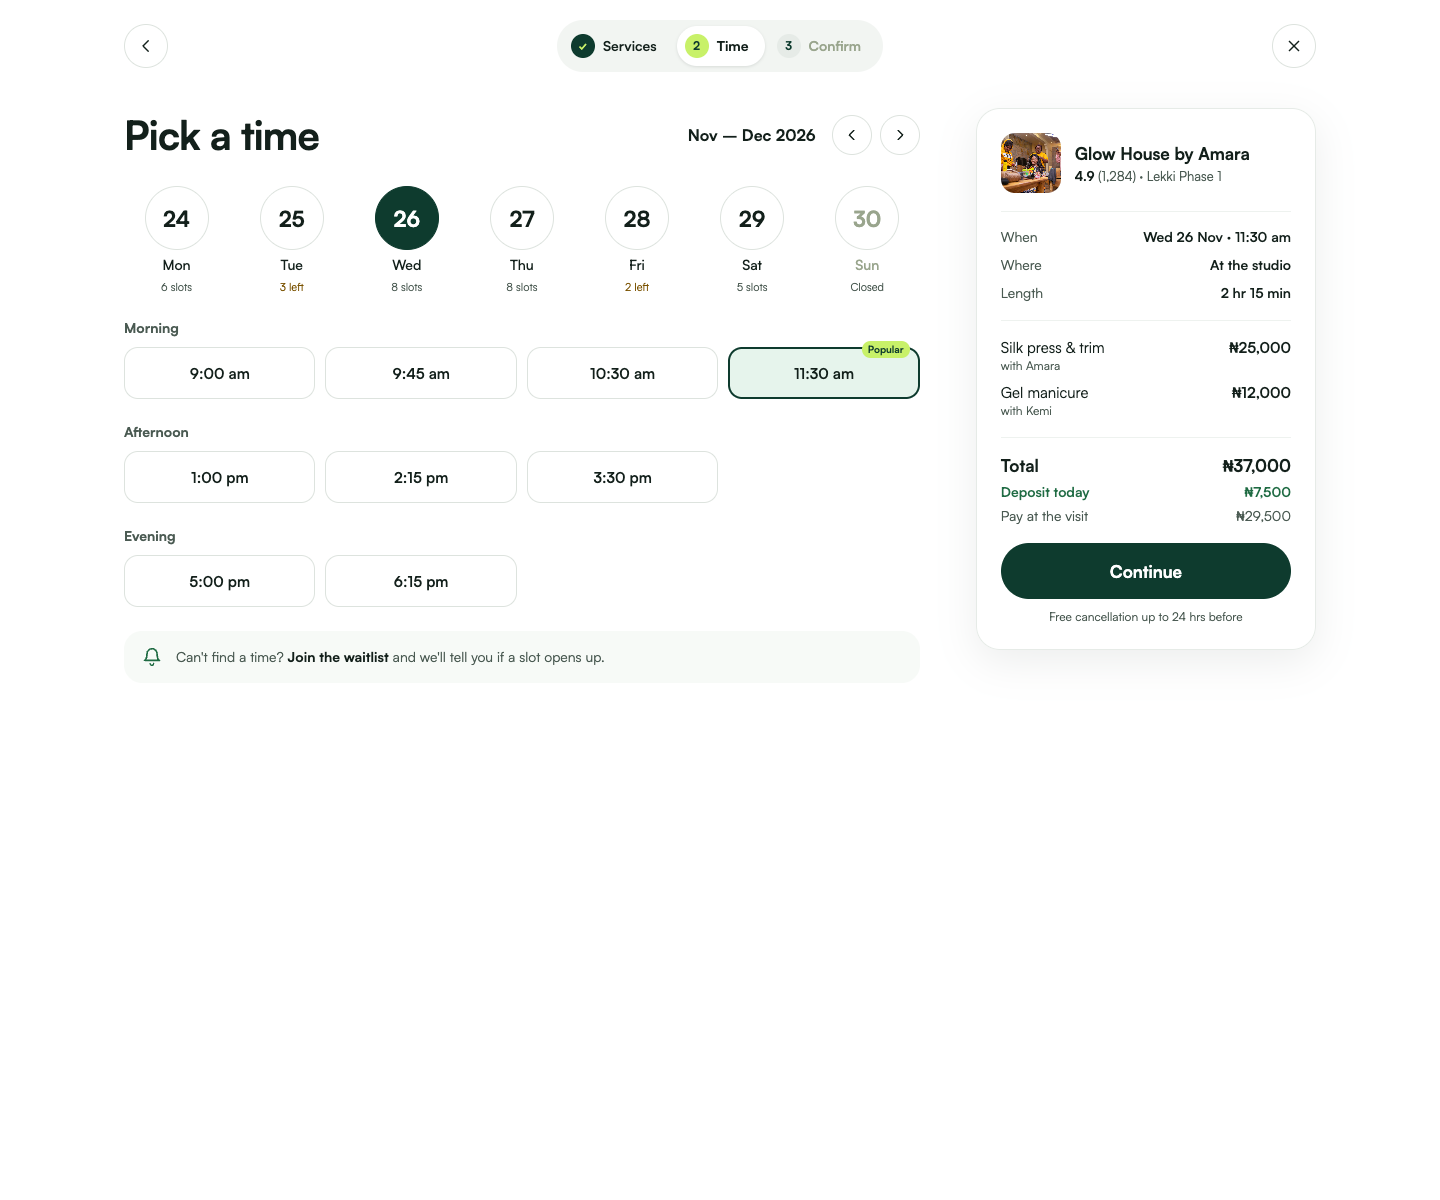 Services
2 Time
3 Confirm
Pick a time
Nov — Dec 2026
24 25 26 27 28 29 30
Mon Tue Wed Thu Fri Sat Sun
6 slots 3 left 8 slots 8 slots 2 left 5 slots Closed
Morning
Popular
9:00 am 9:45 am 10:30 am 11:30 am
Afternoon
1:00 pm 2:15 pm 3:30 pm
Evening
5:00 pm 6:15 pm
Can't find a time? Join the waitlist and we'll tell you if a slot opens up.
Glow House by Amara
4.9 (1,284) • Lekki Phase 1
When Wed 26 Nov • 11:30 am
Where At the studio
Length 2 hr 15 min
Silk press & trim ₦25,000
with Amara
Gel manicure ₦12,000
with Kemi
Total ₦37,000
Deposit today ₦7,500
Pay at the visit ₦29,500
Continue
Free cancellation up to 24 hrs before